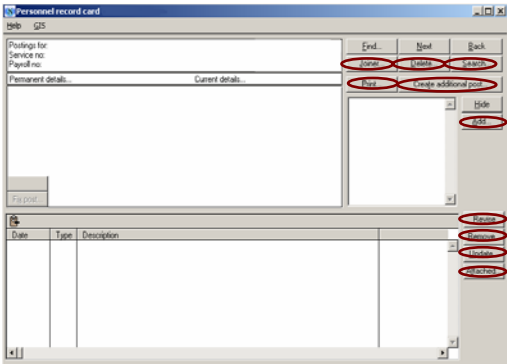 Personnel record card
Help GIS
Postings for:
Service no:
Payroll no:
Permanent details... Current details...
Find... Next Back
Joiner Delete Search
Print... Create additional post...
Hide
Add...
Fix post...
Date Type Description
Revise
Remove
Update
Attached